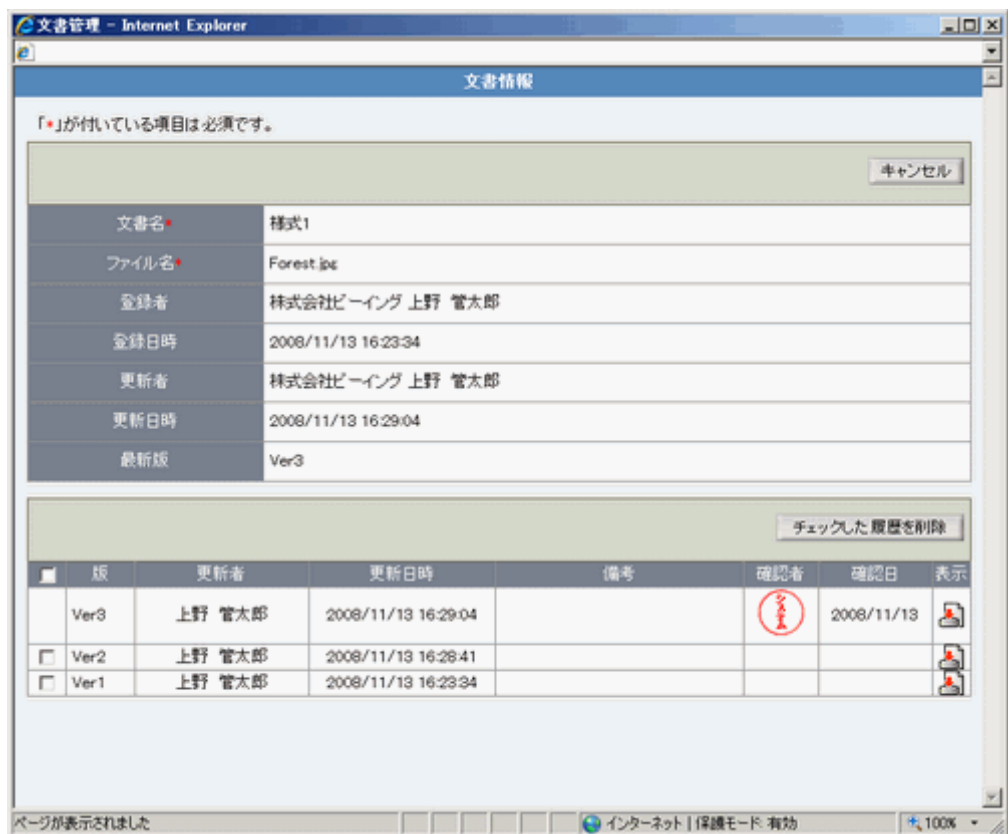 文書管理 - Internet Explorer
文書情報
「*」が付いている項目は必須です。
キャンセル
文書名* 様式1
ファイル名* Forest.jpg
登録者 株式会社ビーイング 上野 管太郎
登録日時 2008/11/13 16:23:34
更新者 株式会社ビーイング 上野 管太郎
更新日時 2008/11/13 16:29:04
最新版 Ver3
チェックした履歴を削除
版 更新者 更新日時 備考 確認者 確認日 表示
Ver3 上野 管太郎 2008/11/13 16:29:04 システム 2008/11/13
Ver2 上野 管太郎 2008/11/13 16:28:41
Ver1 上野 管太郎 2008/11/13 16:23:34
ページが表示されました インターネット | 保護モード: 有効 100%